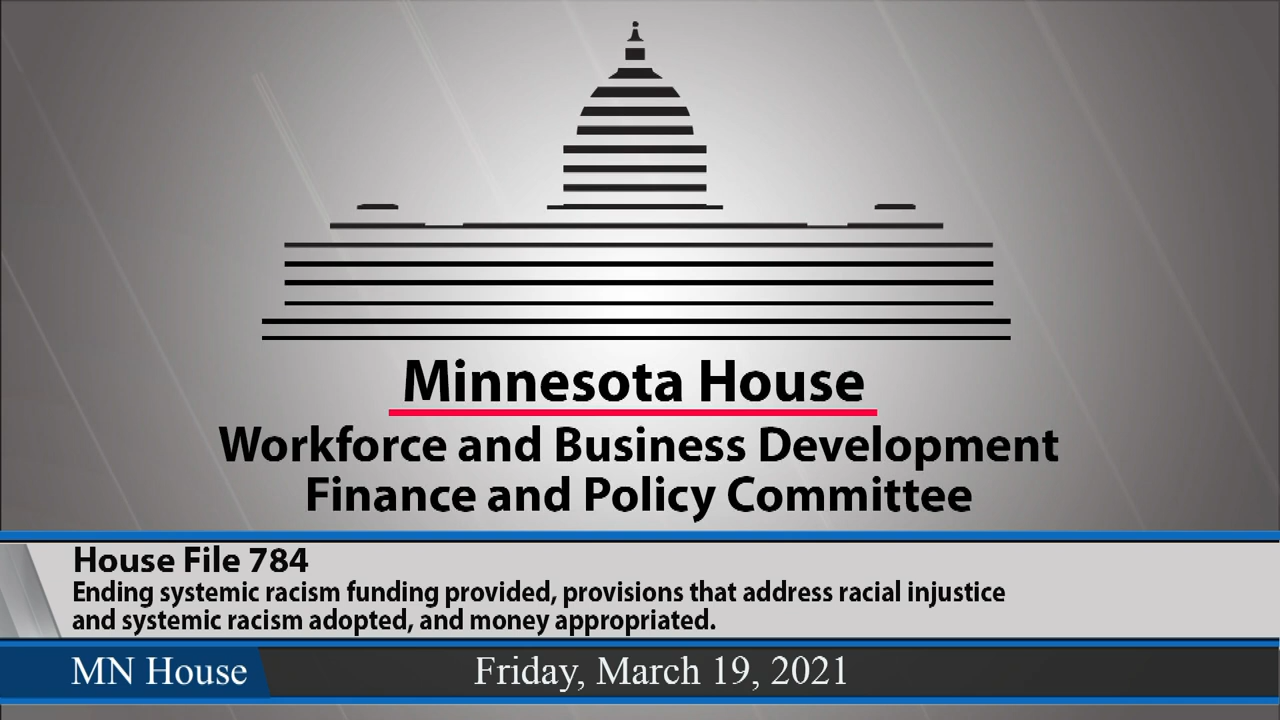 Minnesota House
Workforce and Business Development
Finance and Policy Committee
House File 784
Ending systemic racism funding provided, provisions that address racial injustice
and systemic racism adopted, and money appropriated.
MN House
Friday, March 19, 2021